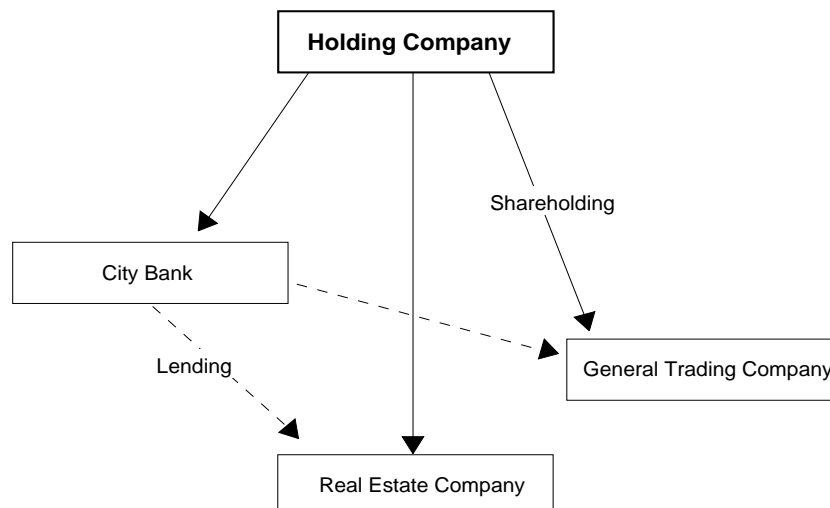 Holding Company
Shareholding
City Bank
Lending
General Trading Company
Real Estate Company